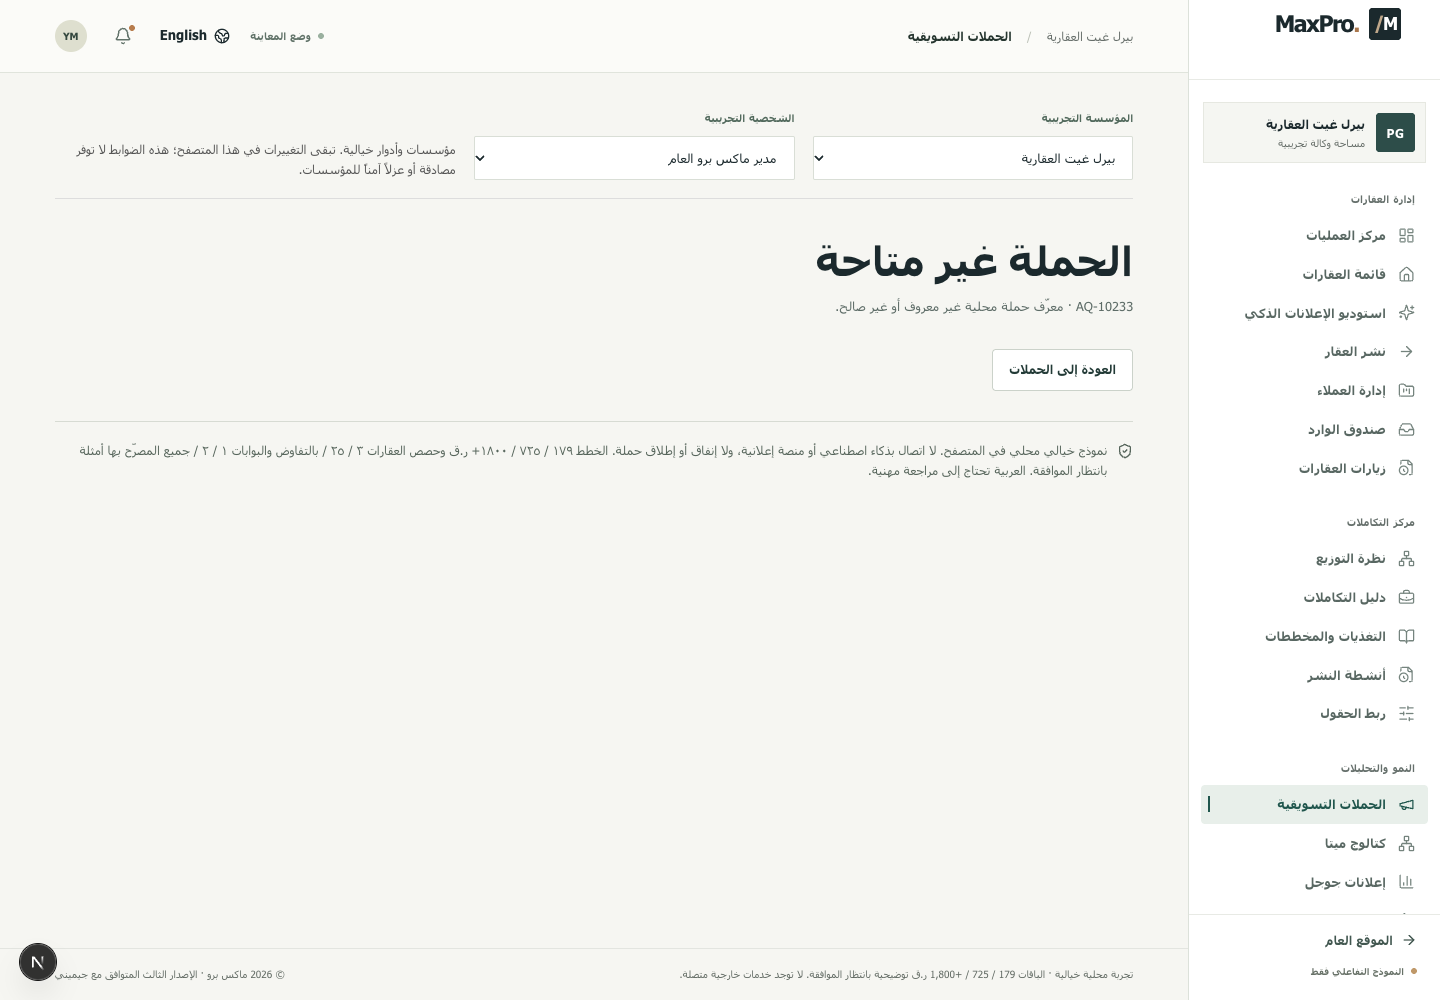 MaxPro.
/M
بيرل غيت العقارية
مساحة وكالة تجريبية
PG
إدارة العقارات
مركز العمليات
قائمة العقارات
استوديو الإعلانات الذكي
نشر العقار
إدارة العملاء
صندوق الوارد
زيارات العقارات
مركز التكاملات
نظرة التوزيع
دليل التكاملات
التغذيات والمخططات
أنشطة النشر
ربط الحقول
النمو والتحليلات
الحملات التسويقية
كتالوج ميتا
إعلانات جوجل
الموقع العام
النموذج التفاعلي فقط
بيرل غيت العقارية / الحملات التسويقية
وضع المعاينة
English
YM
المؤسسة التجريبية
بيرل غيت العقارية
الشخصية التجريبية
مدير ماكس برو العام
مؤسسات وأدوار خيالية. تبقى التغييرات في هذا المتصفح؛ هذه الضوابط لا توفر
مصادقة أو عزلاً آمناً للمؤسسات.
الحملة غير متاحة
AQ-10233 · معرّف حملة محلية غير معروف أو غير صالح.
العودة إلى الحملات
نموذج خيالي محلي في المتصفح. لا اتصال بذكاء اصطناعي أو منصة إعلانية، ولا إنفاق أو إطلاق حملة. الخطط ١٧٩ / ٧٢٥ / ١٨٠٠+ ر.ق وحصص العقارات ٣ / ٢٥ / بالتفاوض والبوابات ١ / ٢ / جميع المصرّح بها أمثلة
بانتظار الموافقة. العربية تحتاج إلى مراجعة مهنية.
تجربة محلية خيالية · الباقات 179 / 725 / 1,800+ ر.ق توضيحية بانتظار الموافقة. لا توجد خدمات خارجية متصلة.
© 2026 ماكس برو · الإصدار الثالث المتوافق مع جيميني
N